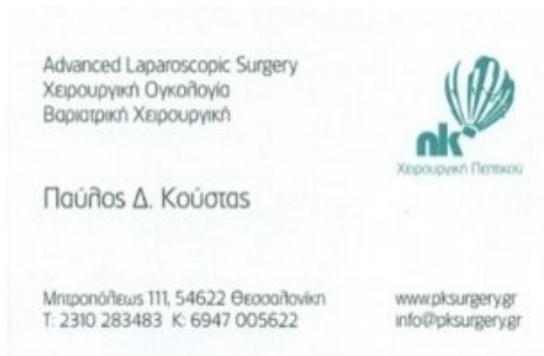 Advanced Laparoscopic Surgery
Χειρουργική Ογκολογία
Βαριατρική Χειρουργική
πκ
Χειρουργική Πεπτικού
Παύλος Δ. Κούστας
Μητροπόλεως 111, 54622 Θεσσαλονίκη
Τ: 2310 283483 Κ: 6947 005622
www.pksurgery.gr
info@pksurgery.gr